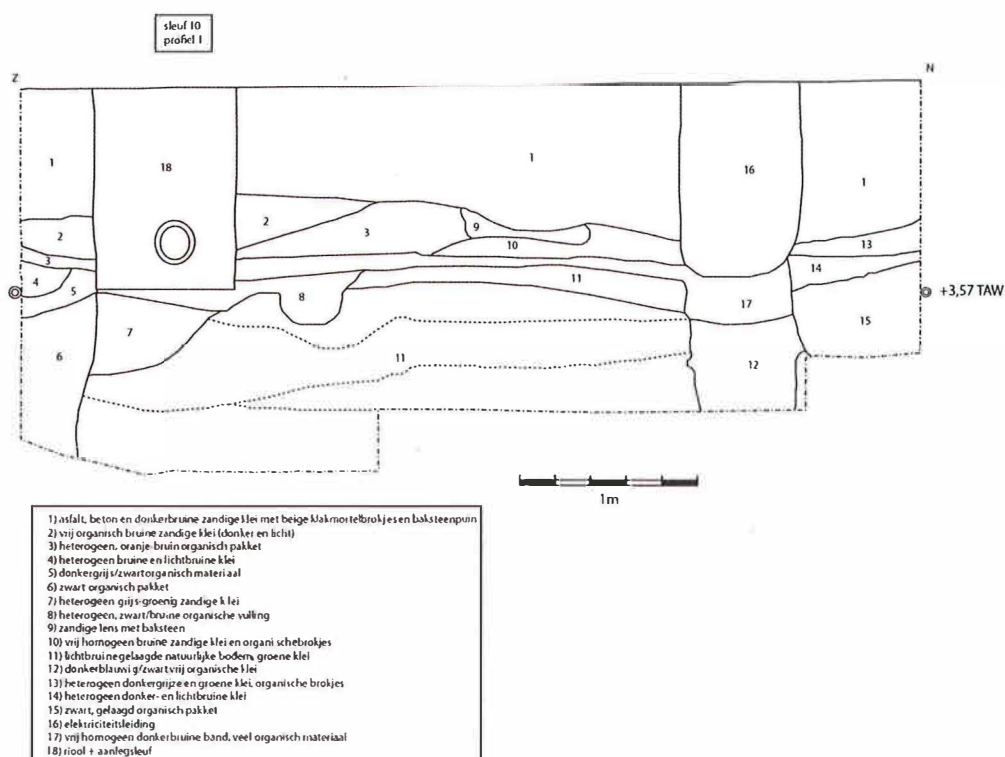 sleuf 10
profiel 1
Z
N
1
18
1
16
1
2
2
3
9
10
13
3
4
5
14
11
8
17
+3,57 TAW
7
15
6
11
12
1m
1) asfalt, beton en donkerbruine zandige klei met beige klakmortelbrokjes en baksteenpuin
2) vrij organisch bruine zandige klei (donker en licht)
3) heterogeen, oranje-bruin organisch pakket
4) heterogeen bruine en lichtbruine klei
5) donkergrijs/zwart organisch materiaal
6) zwart organisch pakket
7) heterogeen grijs-groenig zandige klei
8) heterogeen, zwart/bruine organische vulling
9) zandige lens met baksteen
10) vrij homogeen bruine zandige klei en organische brokjes
11) lichtbruine gelaagde natuurlijke bodem, groene klei
12) donkerblauwig/zwart vrij organische klei
13) heterogeen donkergrijze en groene klei, organische brokjes
14) heterogeen donker- en lichtbruine klei
15) zwart, gelaagd organisch pakket
16) elektriciteitsleiding
17) vrij homogeen donkerbruine band, veel organisch materiaal
18) riool + aanlegsleuf